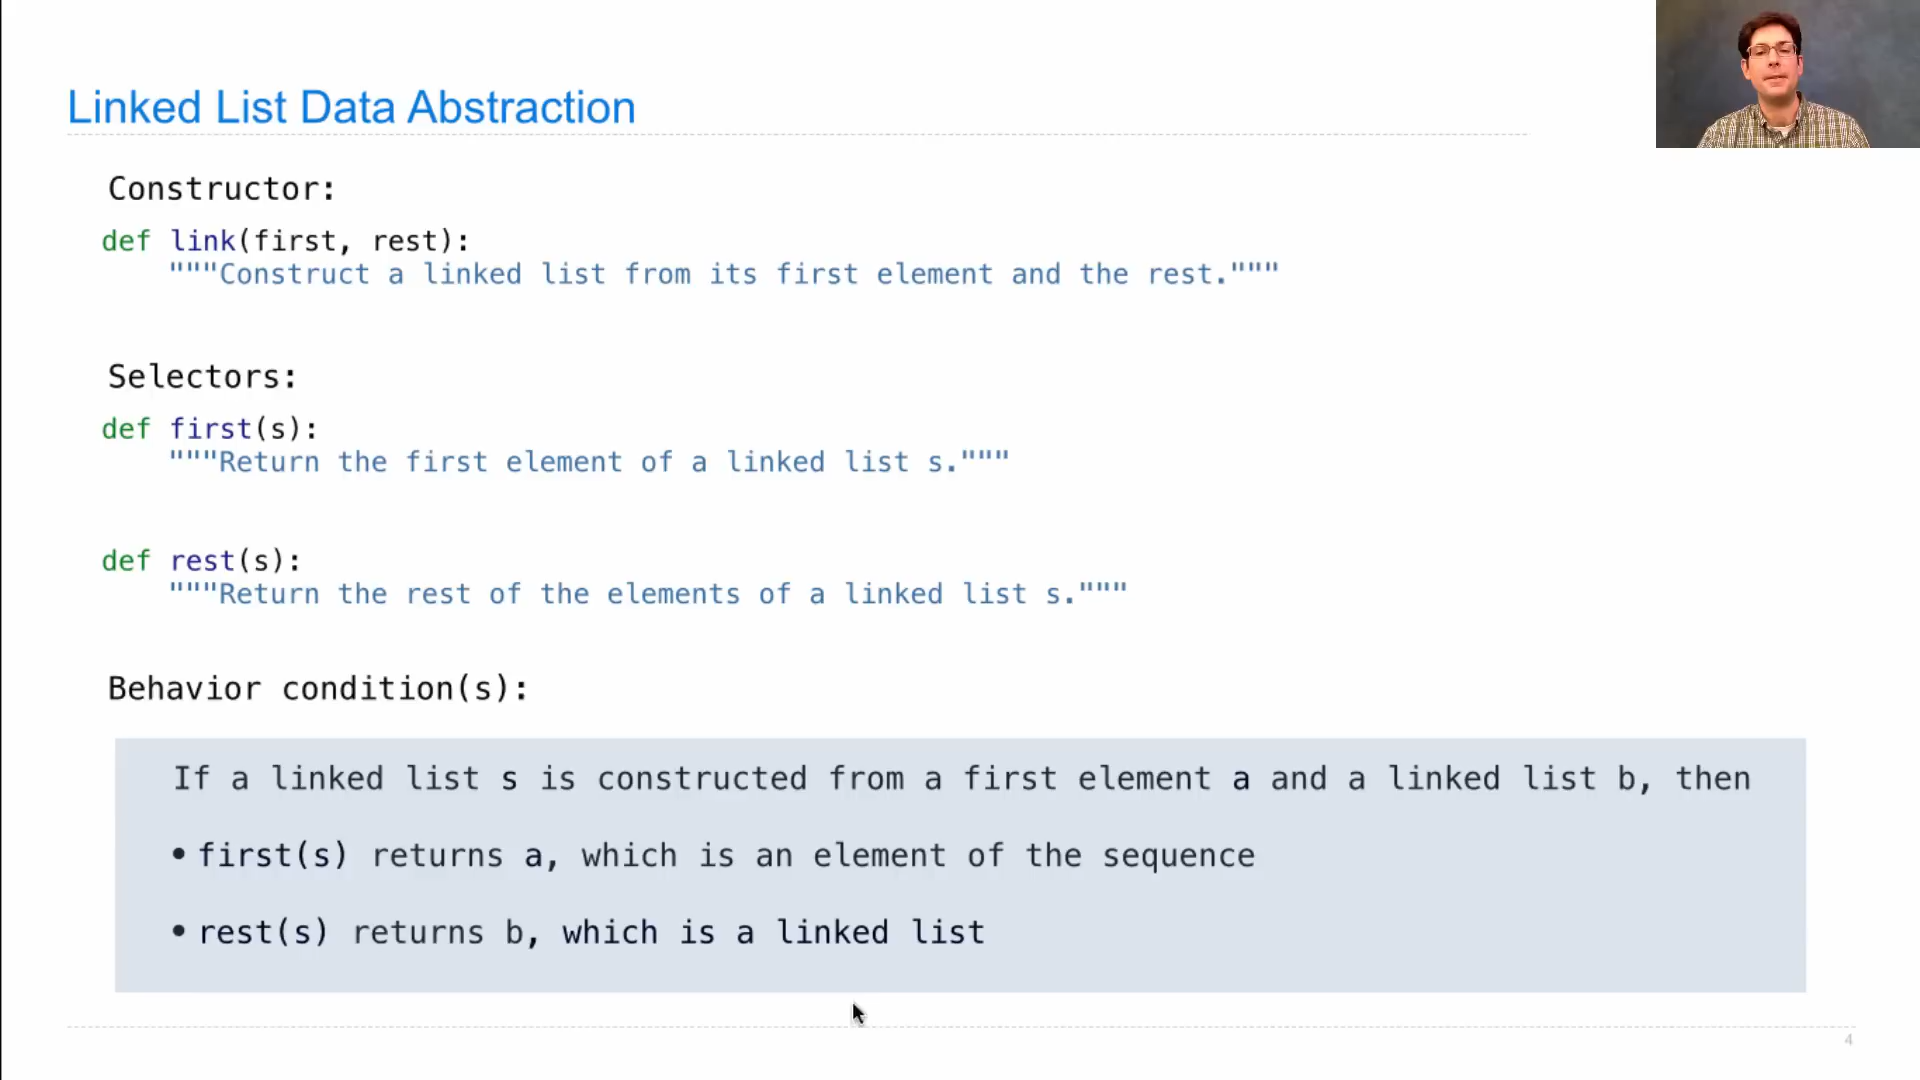 Linked List Data Abstraction
Constructor:
def link(first, rest):
"""Construct a linked list from its first element and the rest."""
Selectors:
def first(s):
"""Return the first element of a linked list s."""
def rest(s):
"""Return the rest of the elements of a linked list s."""
Behavior condition(s):
If a linked list s is constructed from a first element a and a linked list b, then
• first(s) returns a, which is an element of the sequence
• rest(s) returns b, which is a linked list
4